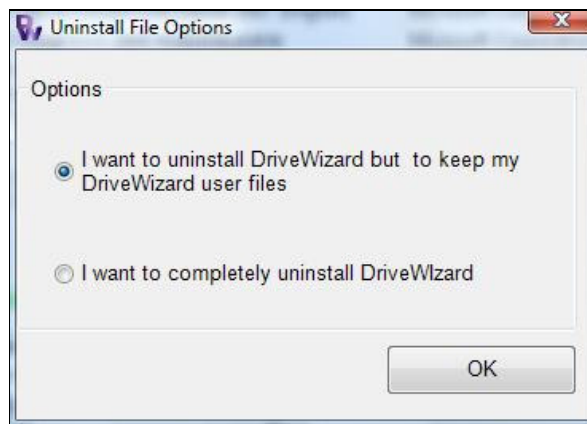 Uninstall File Options
Options
I want to uninstall DriveWizard but  to keep my
DriveWizard user files
I want to completely uninstall DriveWIzard
OK